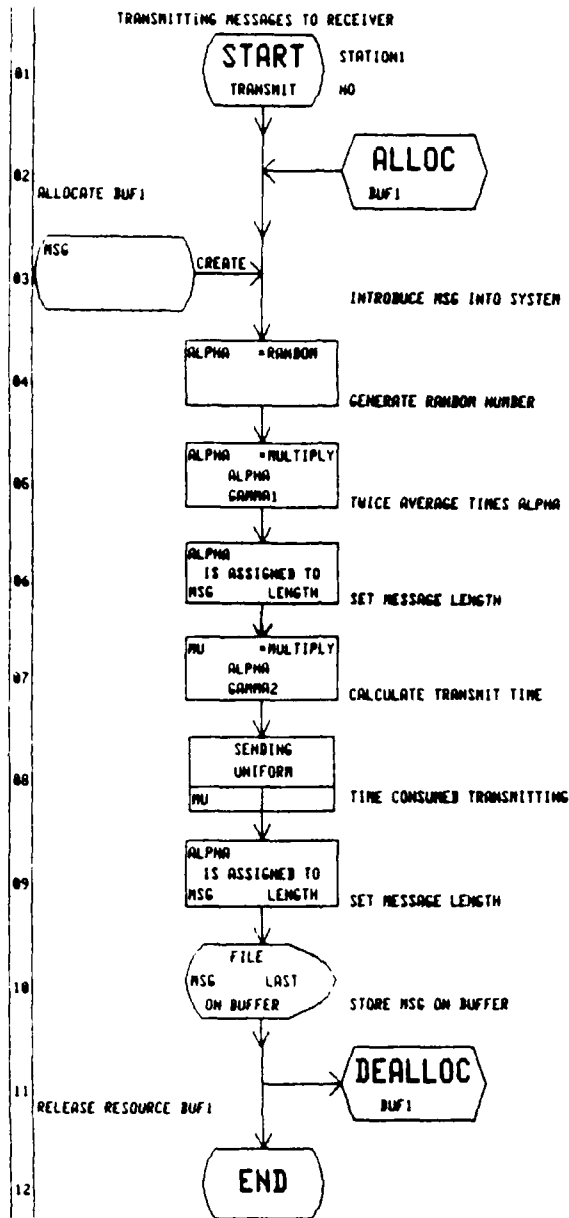 TRANSMITTING MESSAGES TO RECEIVER
START
STATION1
01
TRANSMIT
NO
ALLOC
02
ALLOCATE BUF1
BUF1
MSG
CREATE
03
INTRODUCE MSG INTO SYSTEM
ALPHA =RANDOM
04
GENERATE RANDOM NUMBER
ALPHA =MULTIPLY
ALPHA
GAMMA1
05
TWICE AVERAGE TIMES ALPHA
ALPHA
IS ASSIGNED TO
MSG LENGTH
06
SET MESSAGE LENGTH
MU =MULTIPLY
ALPHA
GAMMA2
07
CALCULATE TRANSMIT TIME
SENDING
UNIFORM
08
MU
TIME CONSUMED TRANSMITTING
ALPHA
IS ASSIGNED TO
MSG LENGTH
09
SET MESSAGE LENGTH
FILE
MSG LAST
ON BUFFER
10
STORE MSG ON BUFFER
DEALLOC
11
RELEASE RESOURCE BUF1
BUF1
END
12